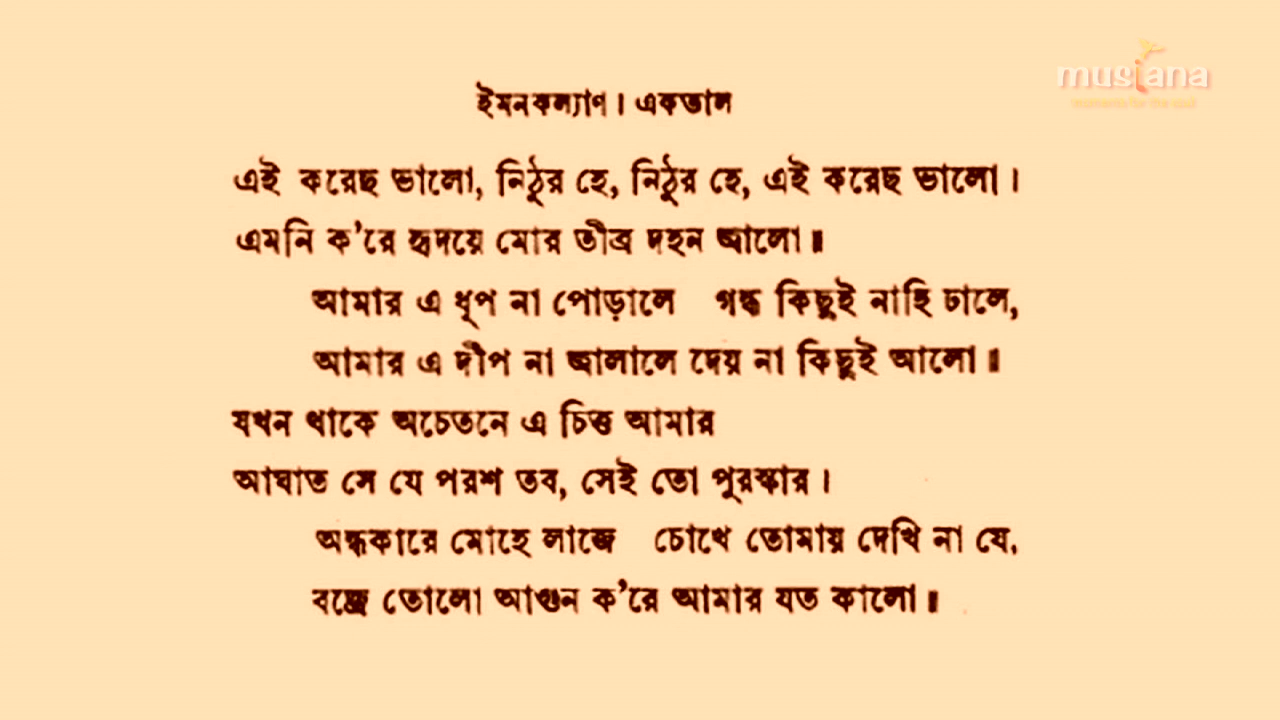 musiana
ইমনকল্যাণ। একতাল
এই করেছ ভালো, নিঠুর হে, নিঠুর হে, এই করেছ ভালো।
এমনি ক'রে হৃদয়ে মোর তীব্র দহন জ্বালো॥
আমার এ ধূপ না পোড়ালে গন্ধ কিছুই নাহি ঢালে,
আমার এ দীপ না জ্বালালে দেয় না কিছুই আলো॥
যখন থাকে অচেতনে এ চিত্ত আমার
আঘাত সে যে পরশ তব, সেই তো পুরস্কার।
অন্ধকারে মোহে লাজে চোখে তোমায় দেখি না যে,
বজ্রে তোলো আগুন ক'রে আমার যত কালো॥